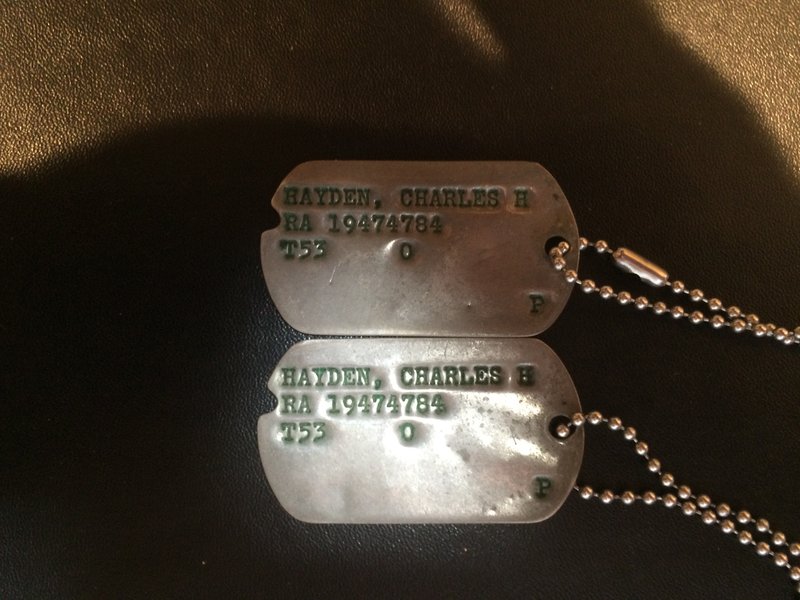 HAYDEN, CHARLES H
RA 19474784
T53 O
P
HAYDEN, CHARLES H
RA 19474784
T53 O
P